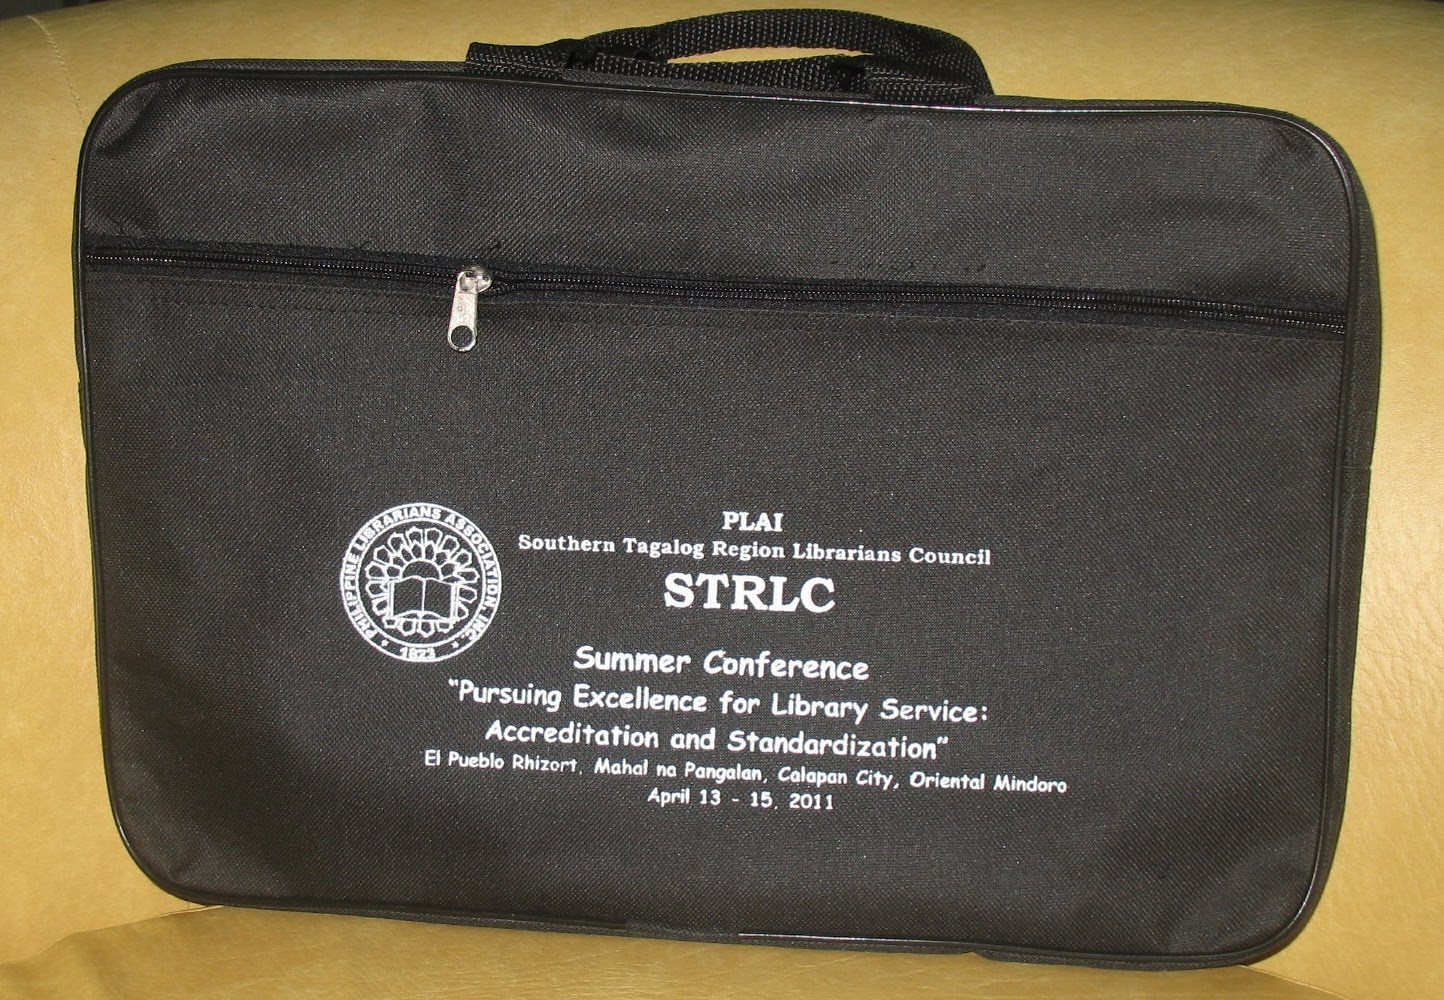 PHILIPPINE LIBRARIANS ASSOCIATION, INC.
1923
PLAI
Southern Tagalog Region Librarians Council
STRLC
Summer Conference
"Pursuing Excellence for Library Service:
Accreditation and Standardization"
El Pueblo Rhizort, Mahal na Pangalan, Calapan City, Oriental Mindoro
April 13 - 15, 2011